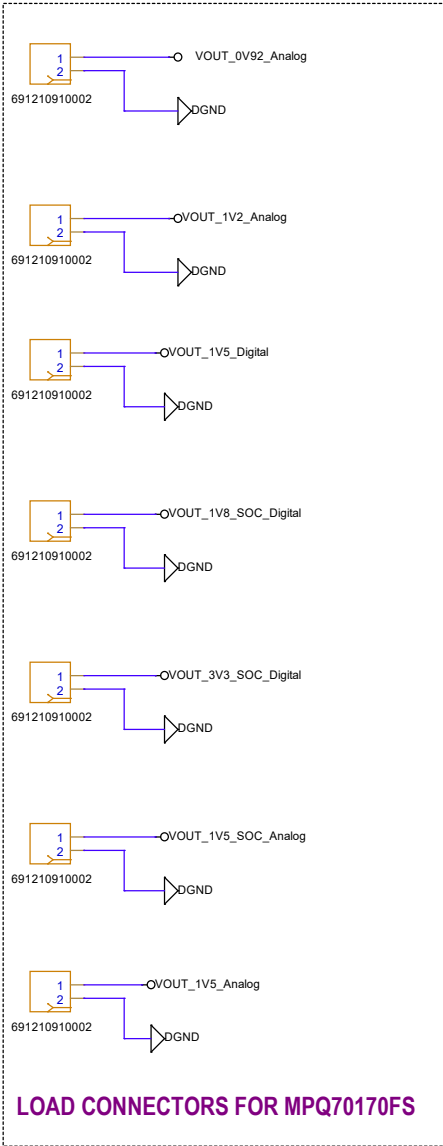 1 VOUT_0V92_Analog
2
691210910002 DGND
1 VOUT_1V2_Analog
2
691210910002 DGND
1 VOUT_1V5_Digital
2
691210910002 DGND
1 VOUT_1V8_SOC_Digital
2
691210910002 DGND
1 VOUT_3V3_SOC_Digital
2
691210910002 DGND
1 VOUT_1V5_SOC_Analog
2
691210910002 DGND
1 VOUT_1V5_Analog
2
691210910002 DGND
LOAD CONNECTORS FOR MPQ70170FS